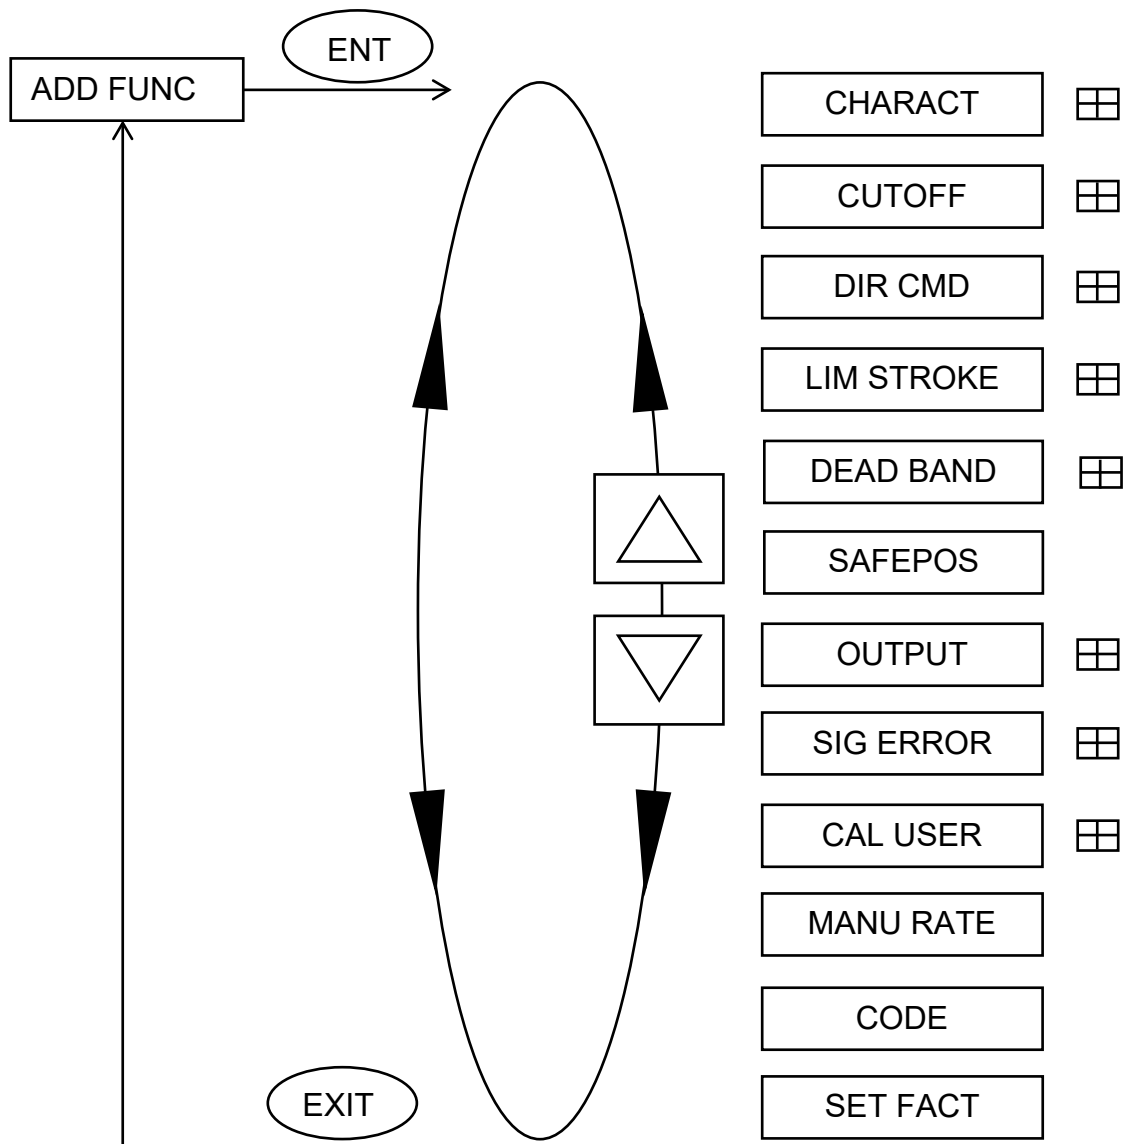 ENT
ADD FUNC
CHARACT
CUTOFF
DIR CMD
LIM STROKE
DEAD BAND
SAFEPOS
OUTPUT
SIG ERROR
CAL USER
MANU RATE
CODE
SET FACT
EXIT